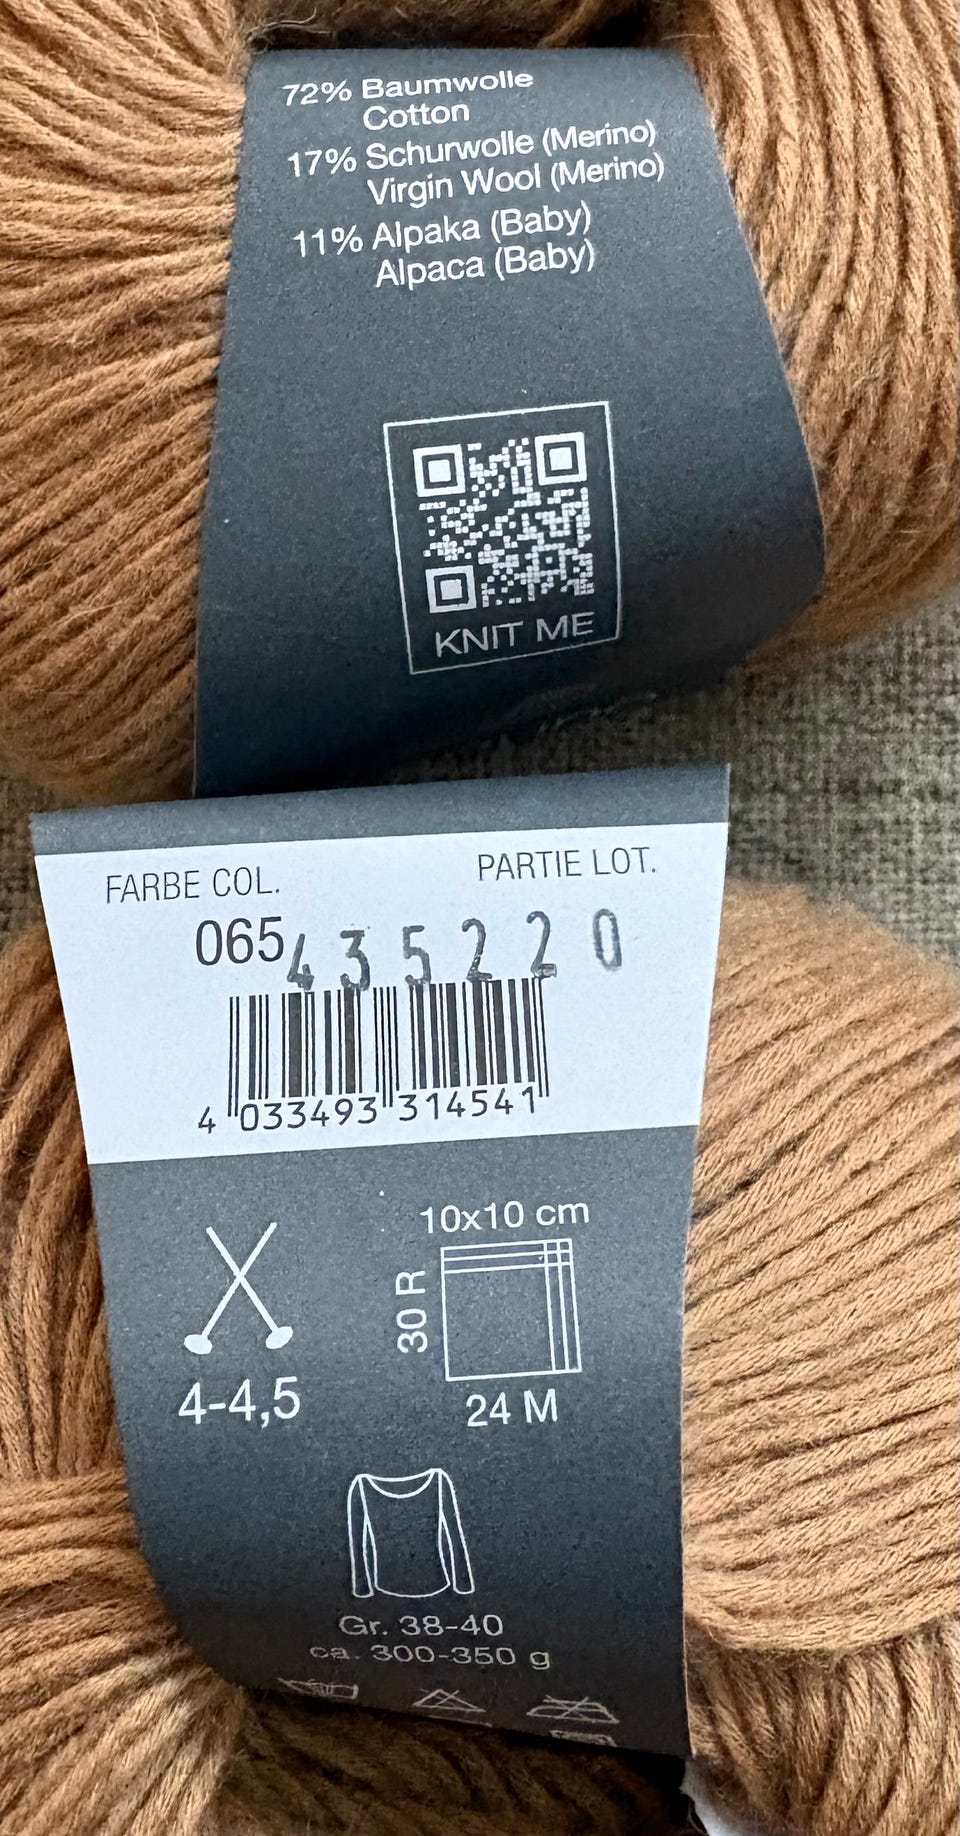 72% Baumwolle
Cotton
17% Schurwolle (Merino)
Virgin Wool (Merino)
11% Alpaka (Baby)
Alpaca (Baby)
KNIT ME
FARBE COL. PARTIE LOT.
065 435220
4 033493 314541
10x10 cm
30 R
4-4,5
24 M
Gr. 38-40
ca. 300-350 g